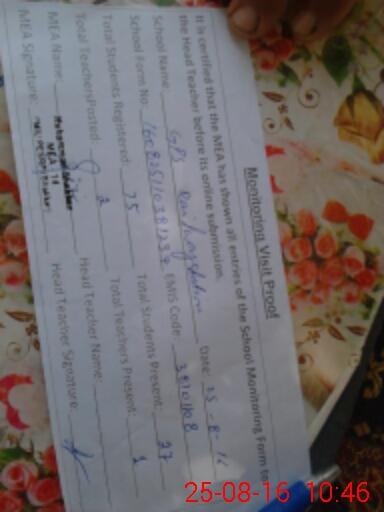 Monitoring Visit Proof
It is certified that the MEA has shown all entries of the School Monitoring Form to
the Head Teacher before its online submission.
School Name: GPS Date: 25-8-16
School Form No: EMIS Code:
Total Students Registered: 75 Total Students Present: 27
Total Teachers Posted: 2 Total Teachers Present: 1
MEA Name: Head Teacher Name:
MEA Signature: Head Teacher Signature:
25-08-16 10:46